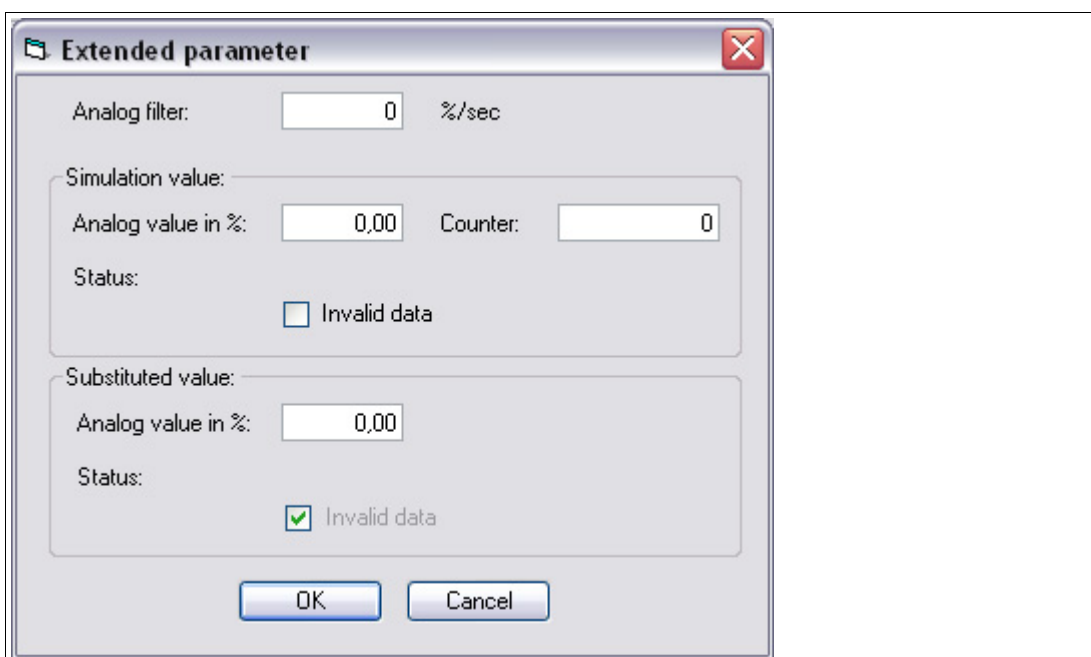 Extended parameter
Analog filter: 0 %/sec
Simulation value:
Analog value in %: 0,00 Counter: 0
Status:
Invalid data
Substituted value:
Analog value in %: 0,00
Status:
Invalid data
OK Cancel